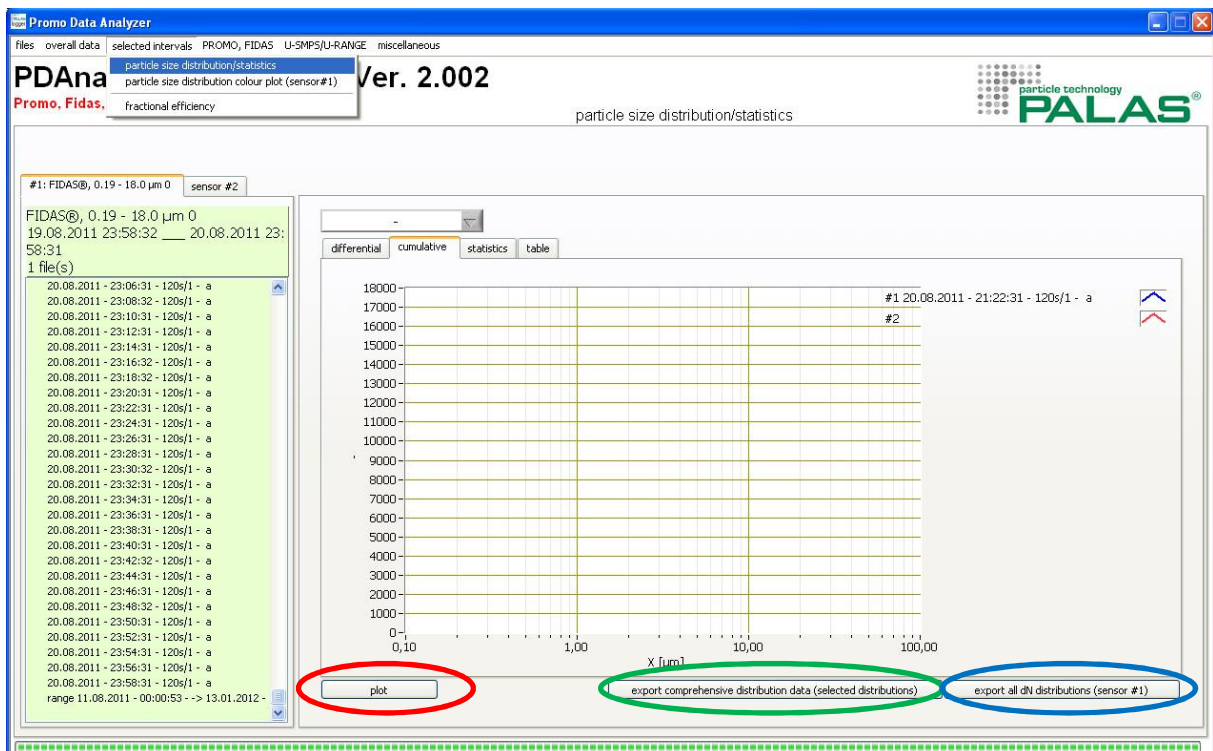 Promo Data Analyzer
files overall data selected intervals PROMO, FIDAS U-SMPS/U-RANGE miscellaneous
particle size distribution/statistics
particle size distribution colour plot (sensor#1)
fractional efficiency
PDAna Ver. 2.002
Promo, Fidas,
particle size distribution/statistics
particle technology
PALAS®
#1: FIDAS®, 0.19 - 18.0 µm 0 sensor #2
FIDAS®, 0.19 - 18.0 µm 0
19.08.2011 23:58:32 ___ 20.08.2011 23:
58:31
1 file(s)
20.08.2011 - 23:06:31 - 120s/1 - a
20.08.2011 - 23:08:32 - 120s/1 - a
20.08.2011 - 23:10:31 - 120s/1 - a
20.08.2011 - 23:12:31 - 120s/1 - a
20.08.2011 - 23:14:31 - 120s/1 - a
20.08.2011 - 23:16:32 - 120s/1 - a
20.08.2011 - 23:18:32 - 120s/1 - a
20.08.2011 - 23:20:31 - 120s/1 - a
20.08.2011 - 23:22:31 - 120s/1 - a
20.08.2011 - 23:24:31 - 120s/1 - a
20.08.2011 - 23:26:31 - 120s/1 - a
20.08.2011 - 23:28:31 - 120s/1 - a
20.08.2011 - 23:30:32 - 120s/1 - a
20.08.2011 - 23:32:31 - 120s/1 - a
20.08.2011 - 23:34:31 - 120s/1 - a
20.08.2011 - 23:36:31 - 120s/1 - a
20.08.2011 - 23:38:31 - 120s/1 - a
20.08.2011 - 23:40:31 - 120s/1 - a
20.08.2011 - 23:42:32 - 120s/1 - a
20.08.2011 - 23:44:31 - 120s/1 - a
20.08.2011 - 23:46:31 - 120s/1 - a
20.08.2011 - 23:48:32 - 120s/1 - a
20.08.2011 - 23:50:31 - 120s/1 - a
20.08.2011 - 23:52:31 - 120s/1 - a
20.08.2011 - 23:54:31 - 120s/1 - a
20.08.2011 - 23:56:31 - 120s/1 - a
20.08.2011 - 23:58:31 - 120s/1 - a
range 11.08.2011 - 00:00:53 - -> 13.01.2012 -
-
differential cumulative statistics table
#1 20.08.2011 - 21:22:31 - 120s/1 - a
#2
18000
17000
16000
15000
14000
13000
12000
11000
10000
9000
8000
7000
6000
5000
4000
3000
2000
1000
0
0,10 1,00 10,00 100,00
X [µm]
plot
export comprehensive distribution data (selected distributions)
export all dN distributions (sensor #1)